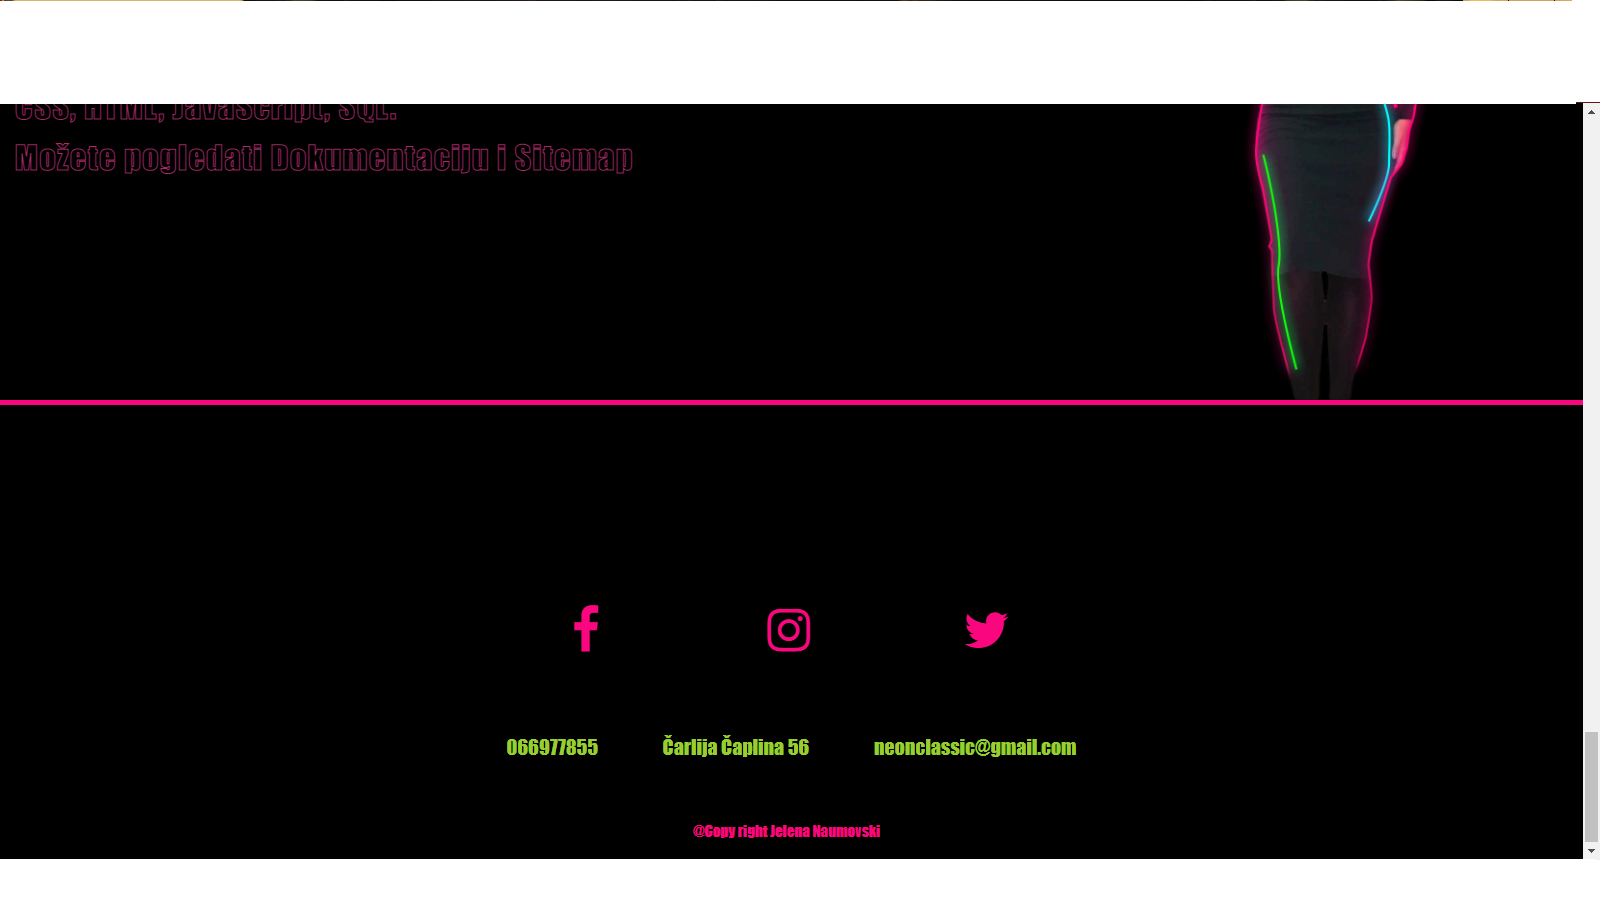 Css, HTML, JavaScript, SQL.
Možete pogledati Dokumentaciju i Sitemap
066977855 Čarlija Čaplina 56 neonclassic@gmail.com
@Copy right Jelena Naumovski